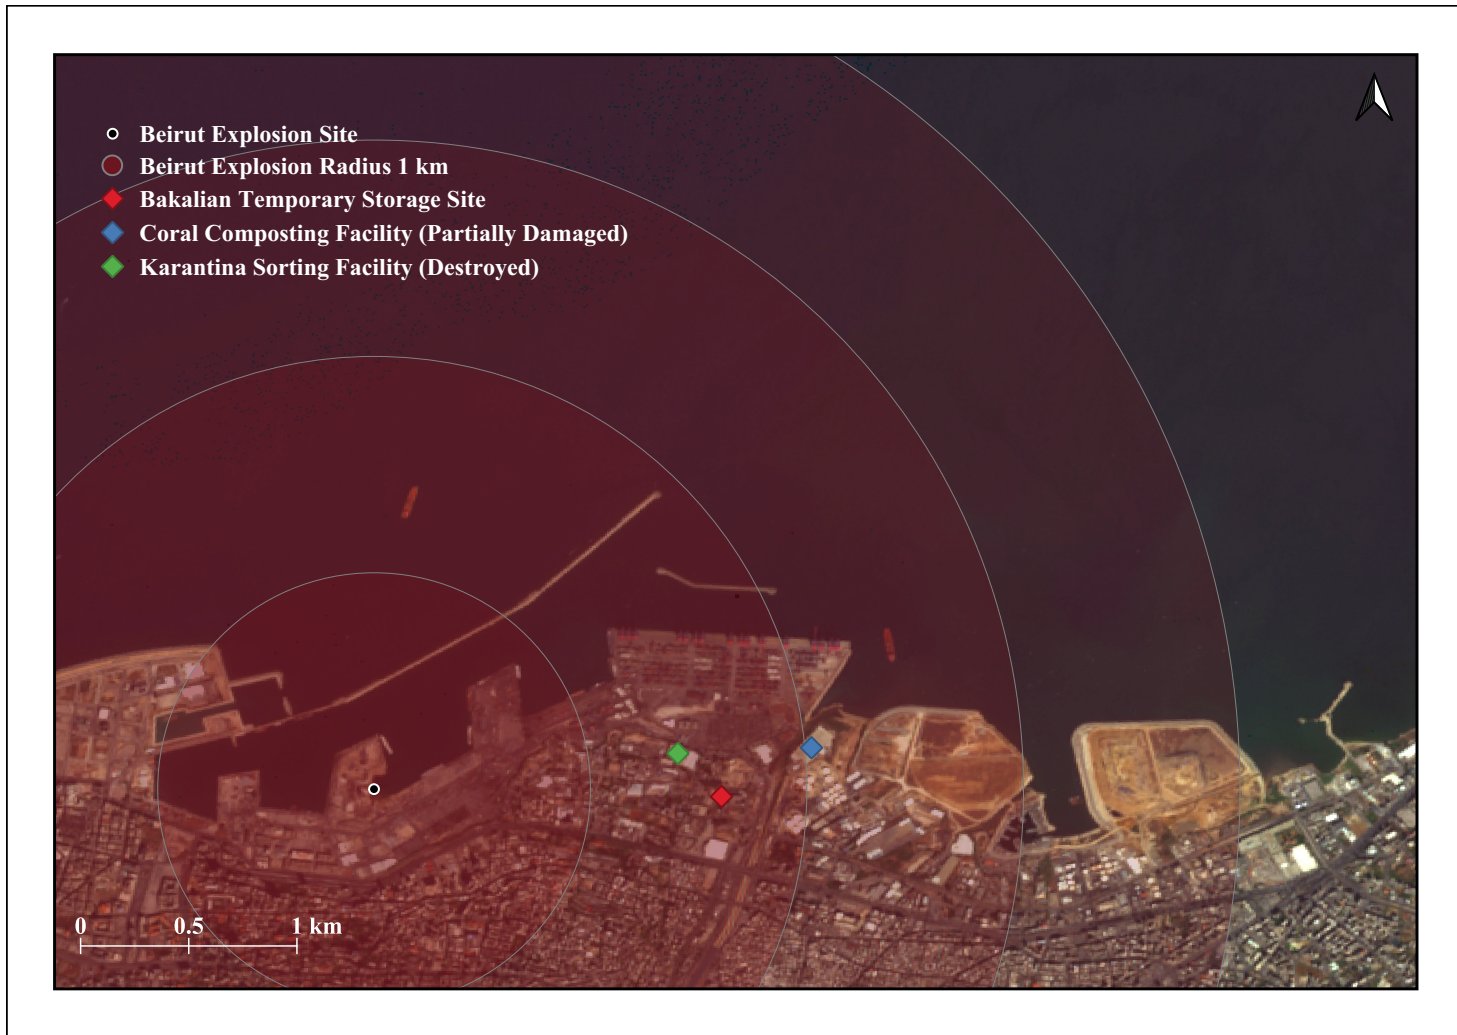 Beirut Explosion Site
Beirut Explosion Radius 1 km
Bakalian Temporary Storage Site
Coral Composting Facility (Partially Damaged)
Karantina Sorting Facility (Destroyed)
0 0.5 1 km